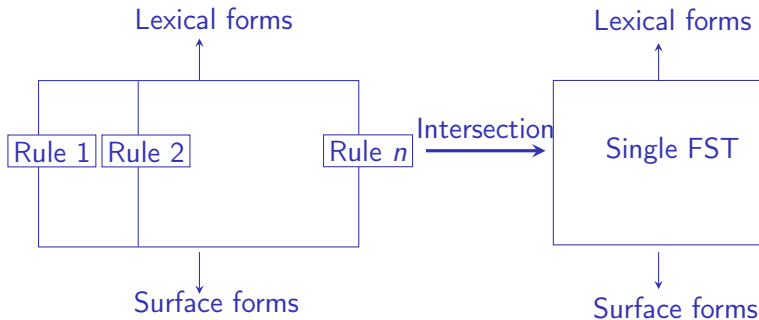 Lexical forms
Lexical forms
Rule 1
Rule 2
Rule n
Intersection
Single FST
Surface forms
Surface forms